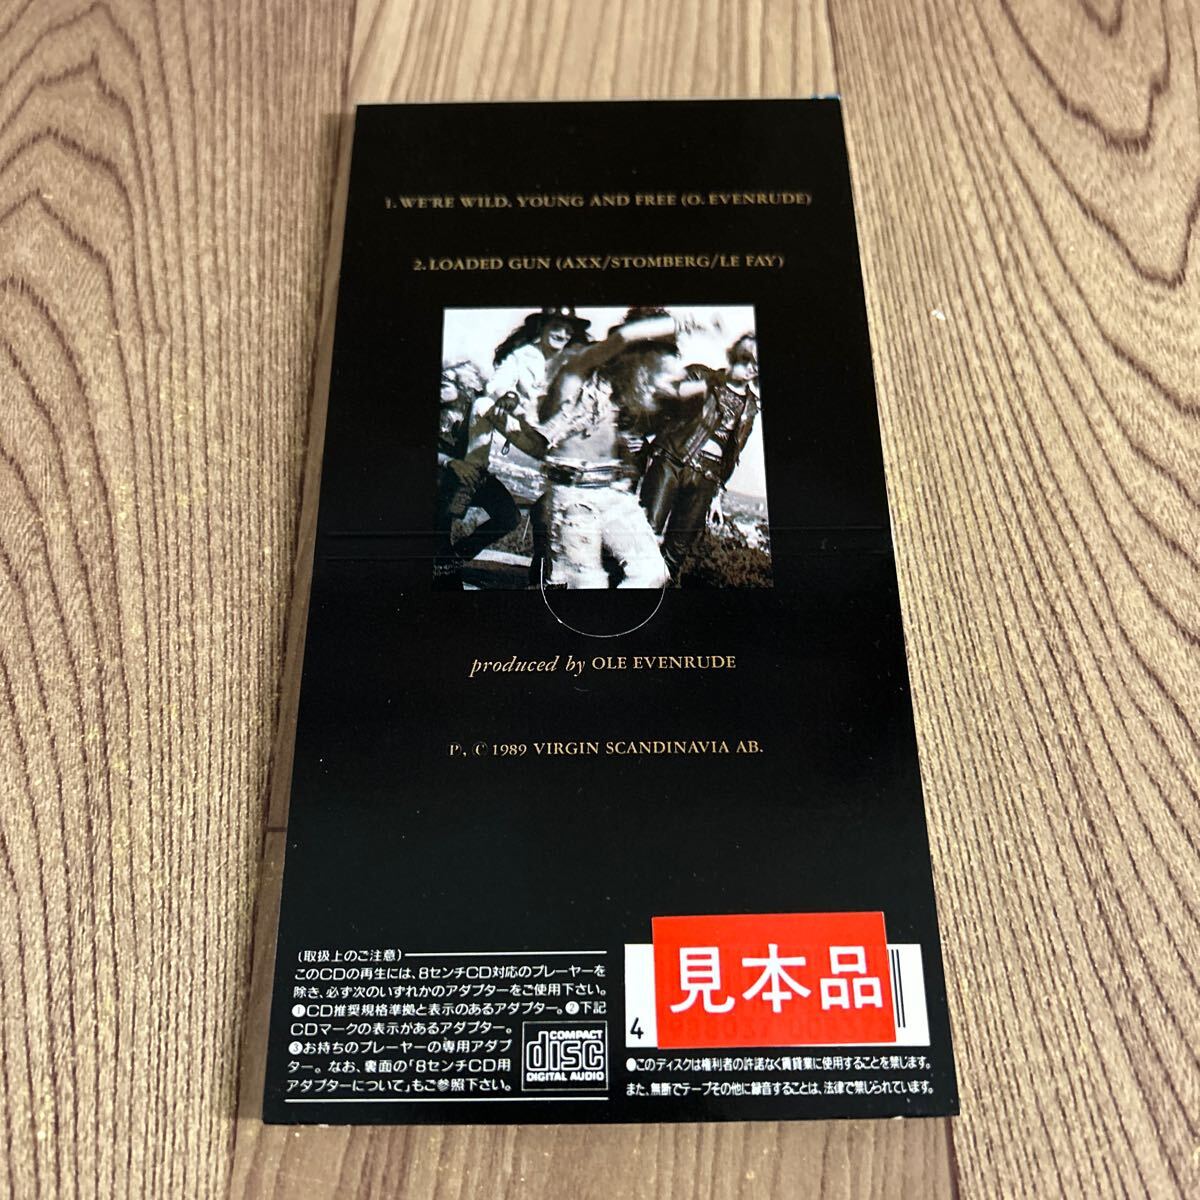 1. WE'RE WILD, YOUNG AND FREE (O. EVENRUDE)
2. LOADED GUN (AXX/STOMBERG/LE FAY)
produced by OLE EVENRUDE
℗, © 1989 VIRGIN SCANDINAVIA AB.
(取扱上のご注意)
このCDの再生には、8センチCD対応のプレーヤーを
除き、必ず次のいずれかのアダプターをご使用下さい。
❶CD推奨規格準拠と表示のあるアダプター。❷下記
CDマークの表示があるアダプター。
❸お持ちのプレーヤーの専用アダプ
ター。なお、裏面の「8センチCD用
アダプターについて」もご参照下さい。
COMPACT
disc
DIGITAL AUDIO
見本品
4
●このディスクは権利者の許諾なく賃貸業に使用することを禁じます。
また、無断でテープその他に録音することは、法律で禁じられています。